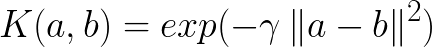 K(a, b) = exp(−γ ‖a − b‖²)